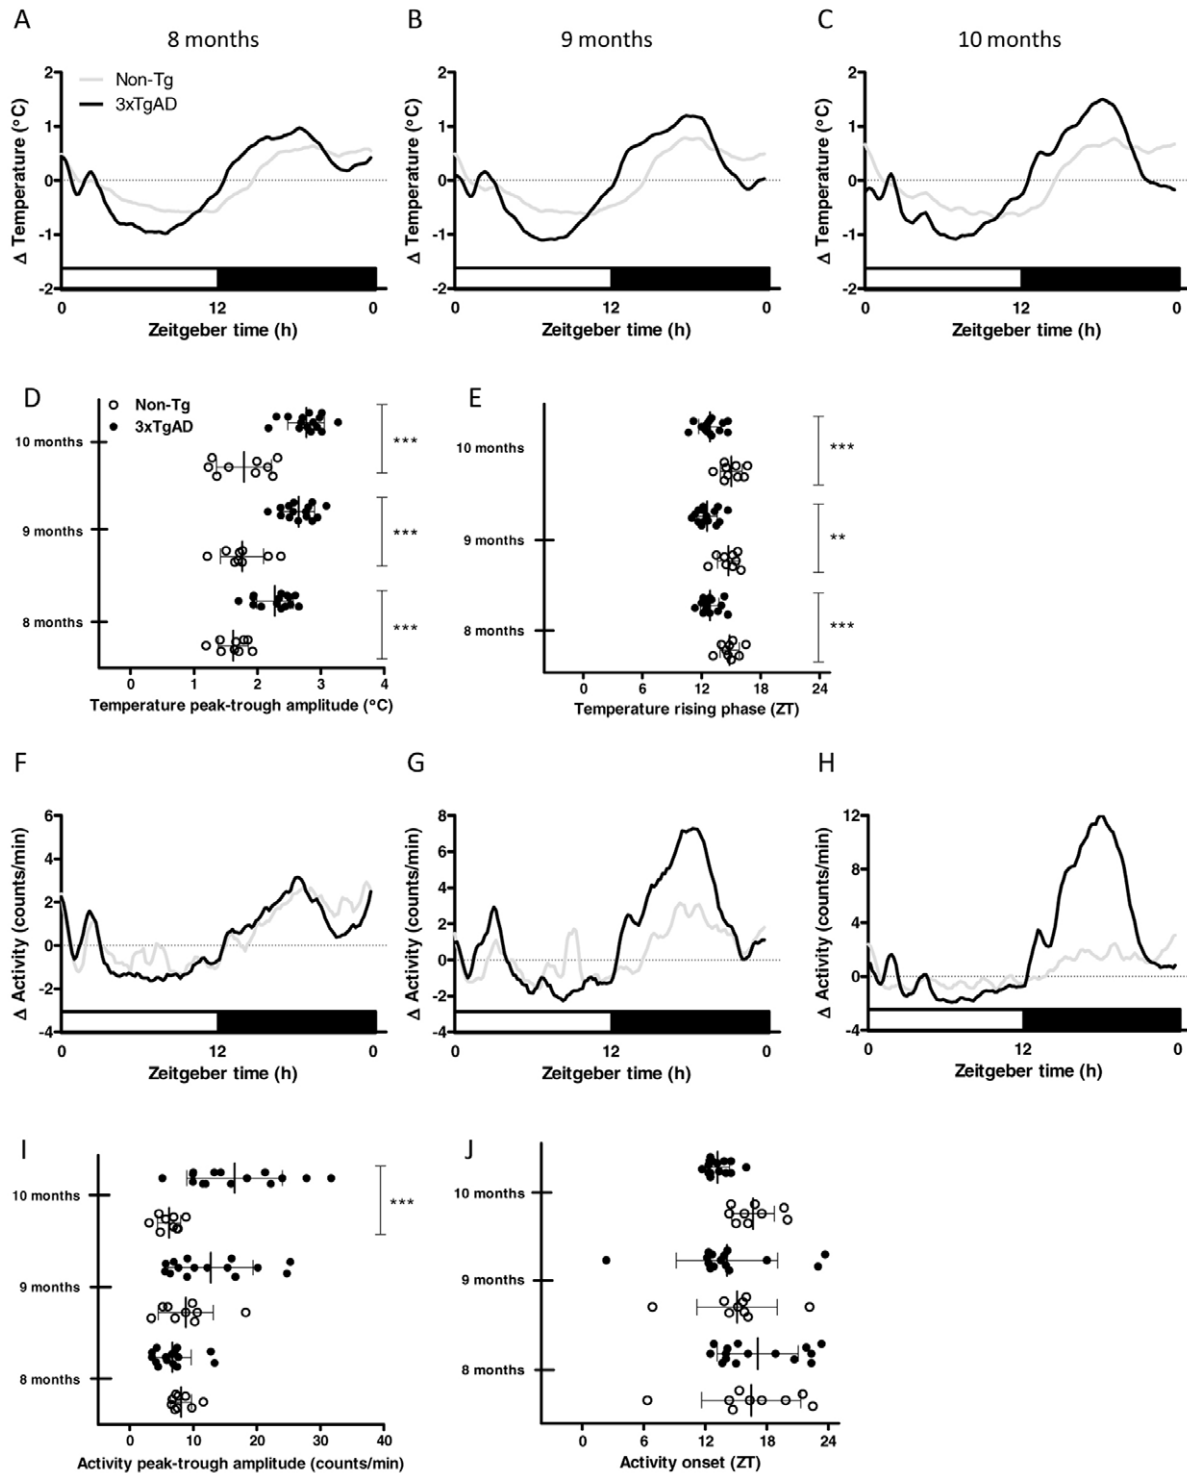 A
B
C
8 months
9 months
10 months
Non-Tg
3xTgAD
Δ Temperature (°C)
2
1
0
-1
-2
0
12
0
Zeitgeber time (h)
Δ Temperature (°C)
2
1
0
-1
-2
0
12
0
Zeitgeber time (h)
Δ Temperature (°C)
2
1
0
-1
-2
0
12
0
Zeitgeber time (h)
D
Non-Tg
3xTgAD
10 months
***
9 months
***
8 months
***
0 1 2 3 4
Temperature peak-trough amplitude (°C)
E
10 months
***
9 months
**
8 months
***
0 6 12 18 24
Temperature rising phase (ZT)
F
Δ Activity (counts/min)
6
4
2
0
-2
-4
0
12
0
Zeitgeber time (h)
G
Δ Activity (counts/min)
8
6
4
2
0
-2
-4
0
12
0
Zeitgeber time (h)
H
Δ Activity (counts/min)
12
8
4
0
-4
0
12
0
Zeitgeber time (h)
I
10 months
***
9 months
8 months
0 10 20 30 40
Activity peak-trough amplitude (counts/min)
J
10 months
9 months
8 months
0 6 12 18 24
Activity onset (ZT)